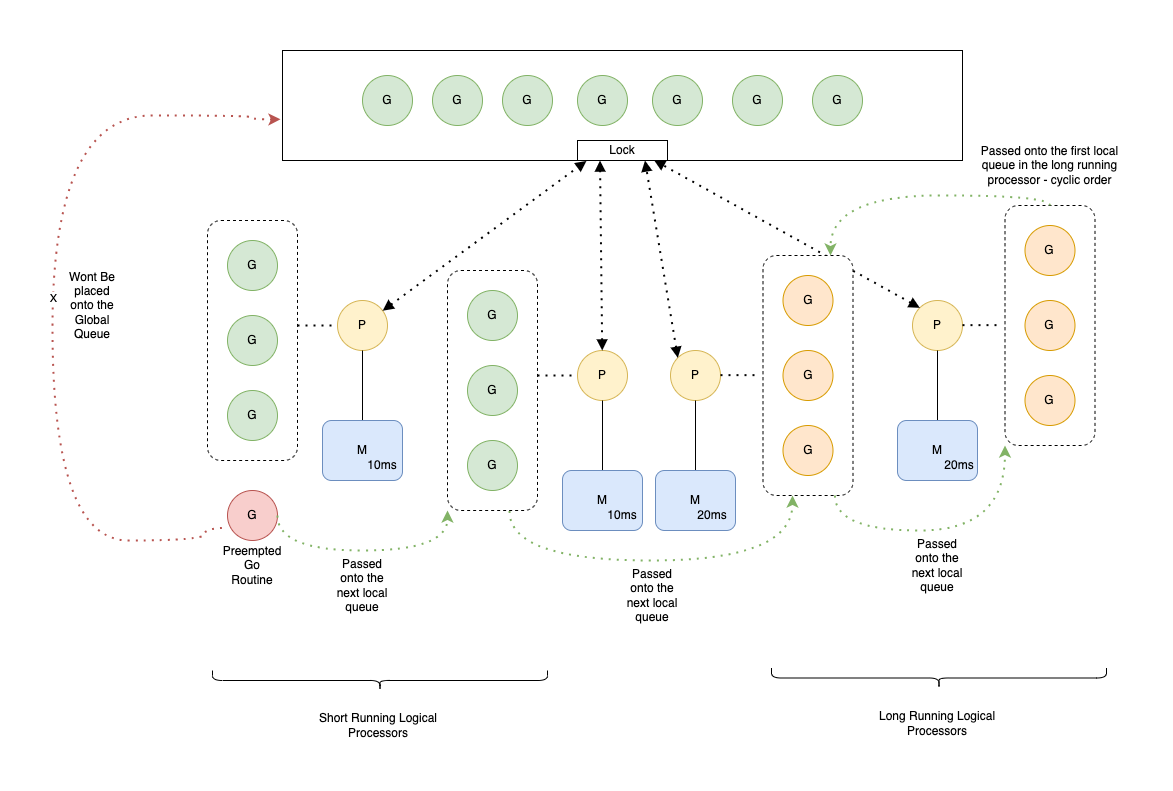 G G G G G G G
Lock
Passed onto the first local
queue in the long running
processor - cyclic order
G
G
G
Wont Be
placed
onto the
Global
Queue
X
P
M
10ms
G
G
G
P
M
10ms
P
M
20ms
G
G
G
P
M
20ms
G
G
G
G
Preempted
Go
Routine
Passed
onto the
next local
queue
Passed
onto the
next local
queue
Passed
onto the
next local
queue
Short Running Logical
Processors
Long Running Logical
Processors